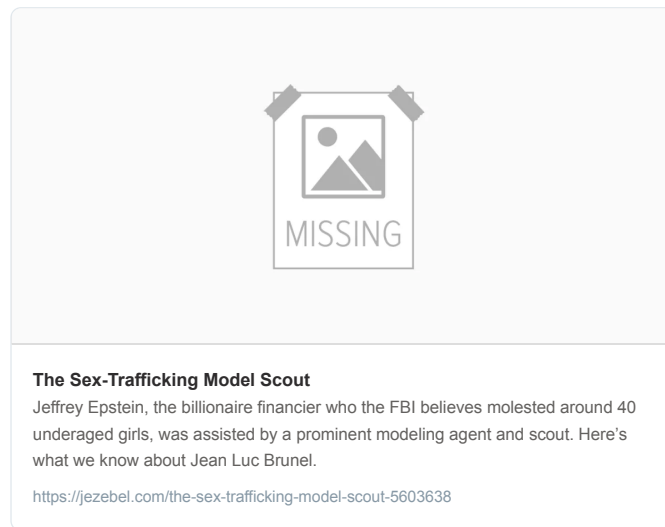 MISSING
The Sex-Trafficking Model Scout
Jeffrey Epstein, the billionaire financier who the FBI believes molested around 40
underaged girls, was assisted by a prominent modeling agent and scout. Here’s
what we know about Jean Luc Brunel.
https://jezebel.com/the-sex-trafficking-model-scout-5603638